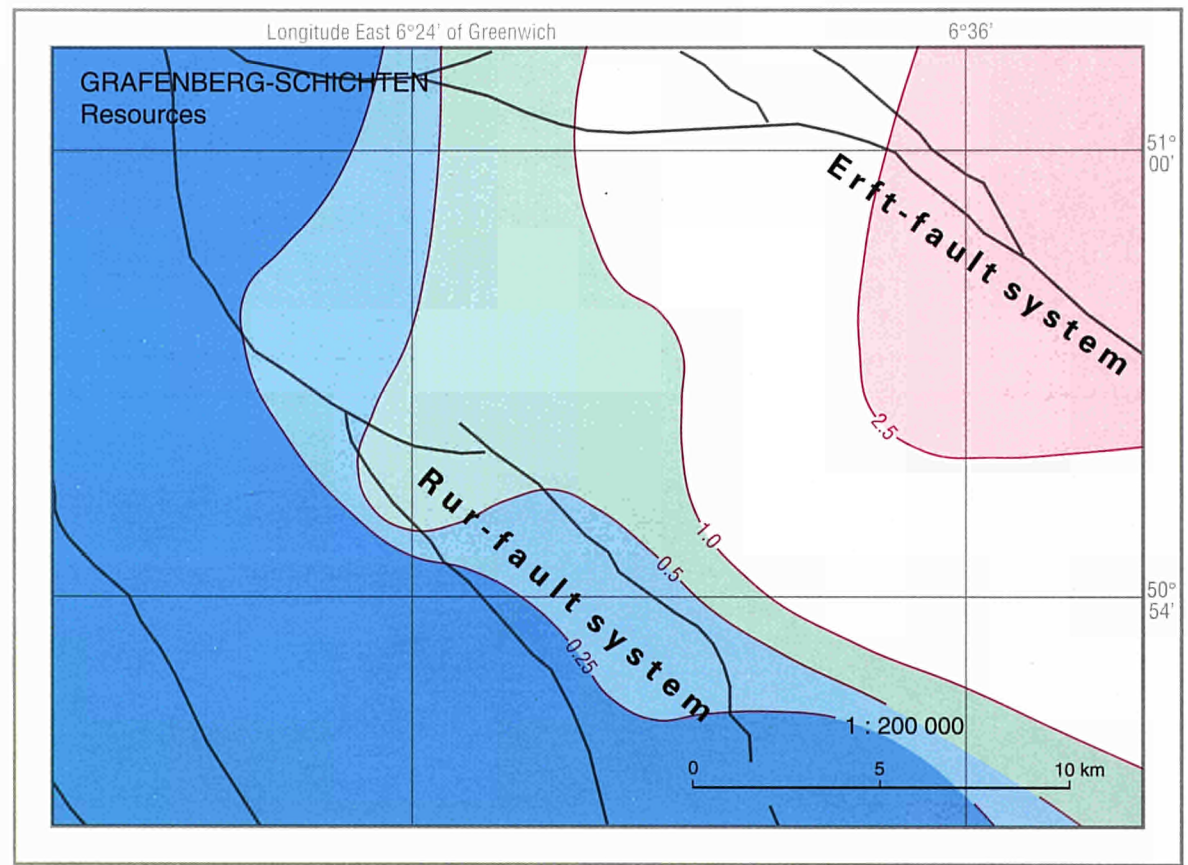 Longitude East 6°24' of Greenwich
6°36'
GRAFENBERG-SCHICHTEN
Resources
51°
00'
Erft-fault system
2.5
Rur-fault system
1.0
0.5
50°
54'
0.25
1 : 200 000
0 5 10 km